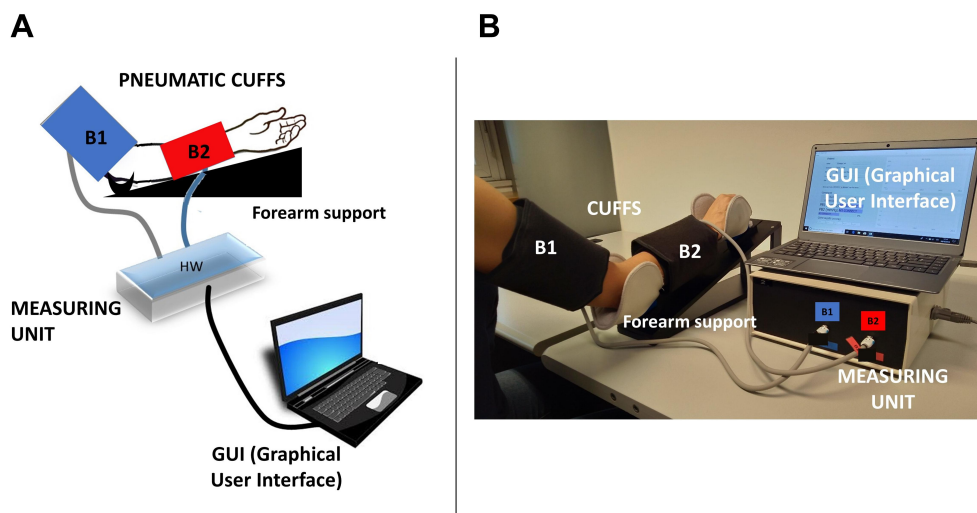 A
PNEUMATIC CUFFS
B1
B2
Forearm support
HW
MEASURING
UNIT
GUI (Graphical
User Interface)
B
CUFFS
B1
B2
Forearm support
GUI (Graphical
User Interface)
B1
B2
MEASURING
UNIT